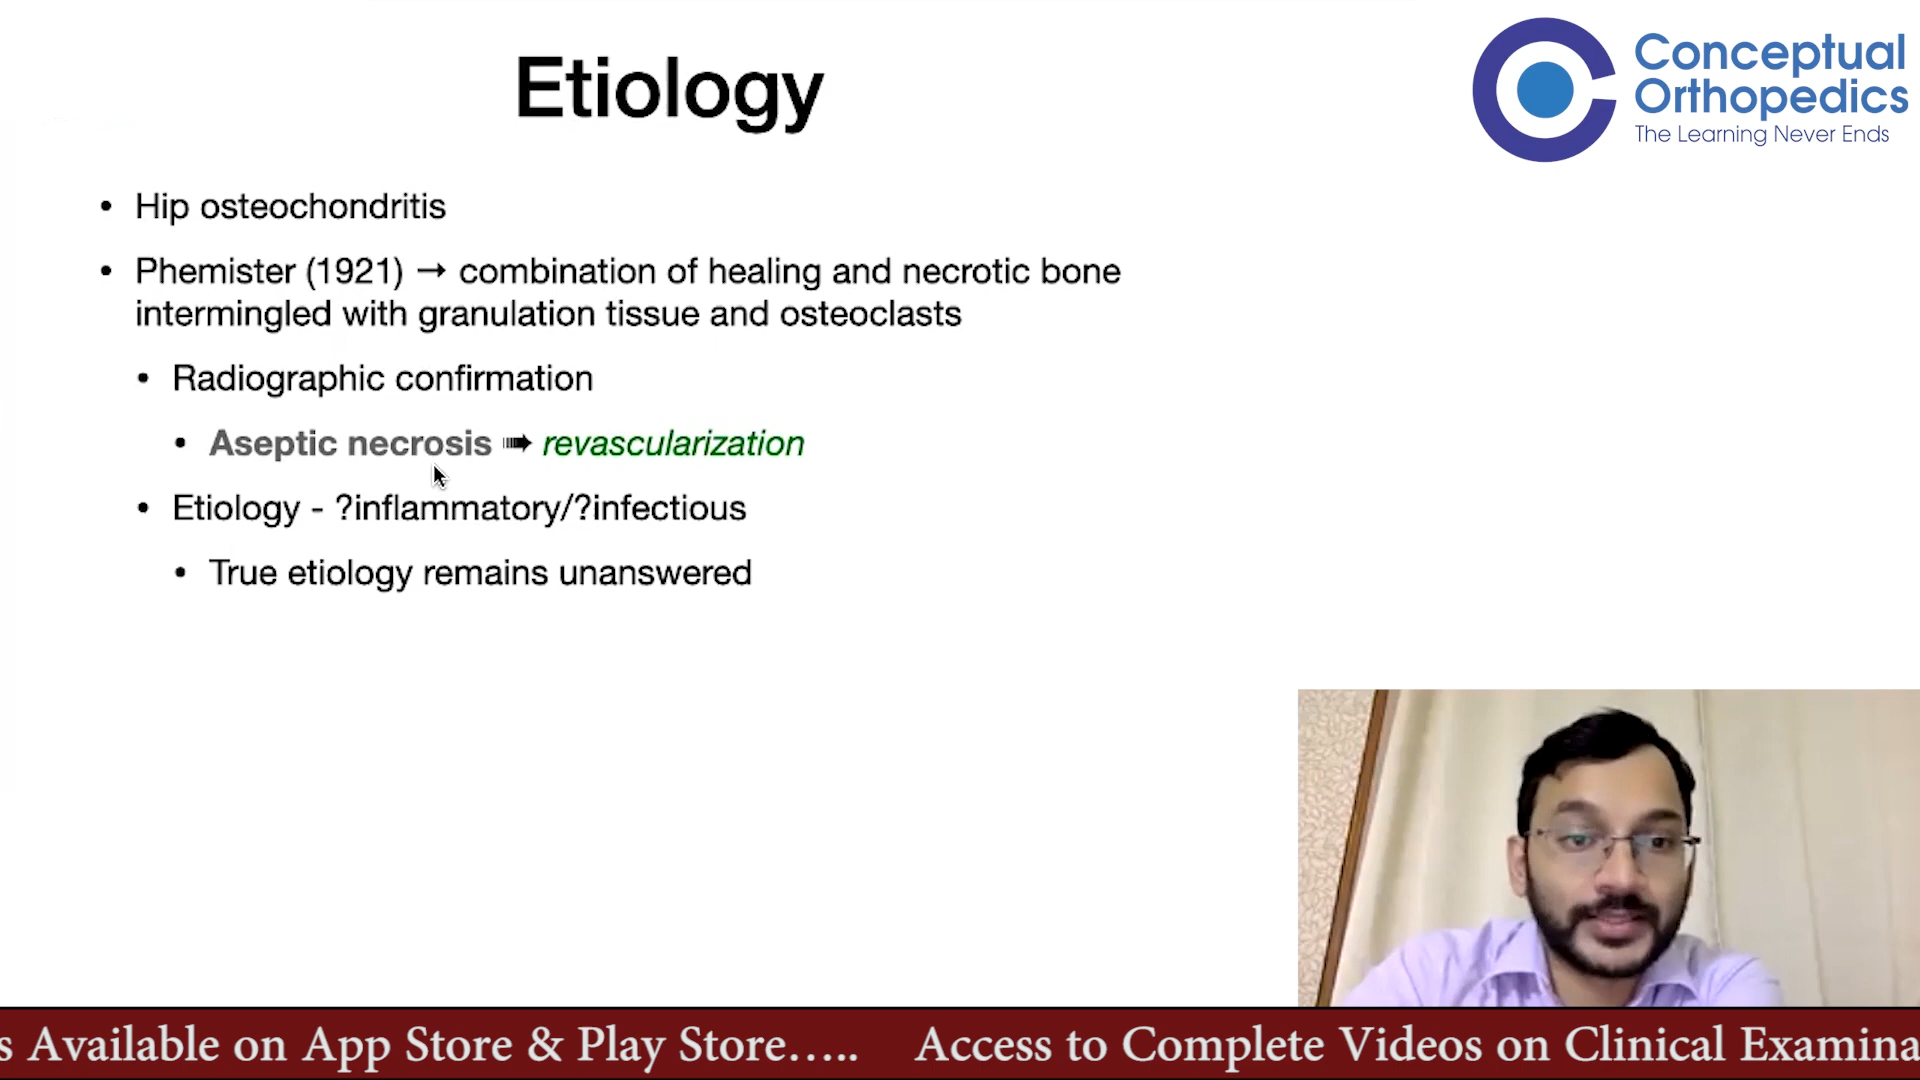 Etiology
Conceptual
Orthopedics
The Learning Never Ends
• Hip osteochondritis
• Phemister (1921) → combination of healing and necrotic bone
intermingled with granulation tissue and osteoclasts
• Radiographic confirmation
• Aseptic necrosis ➠ revascularization
• Etiology - ?inflammatory/?infectious
• True etiology remains unanswered
s Available on App Store & Play Store..... Access to Complete Videos on Clinical Examina